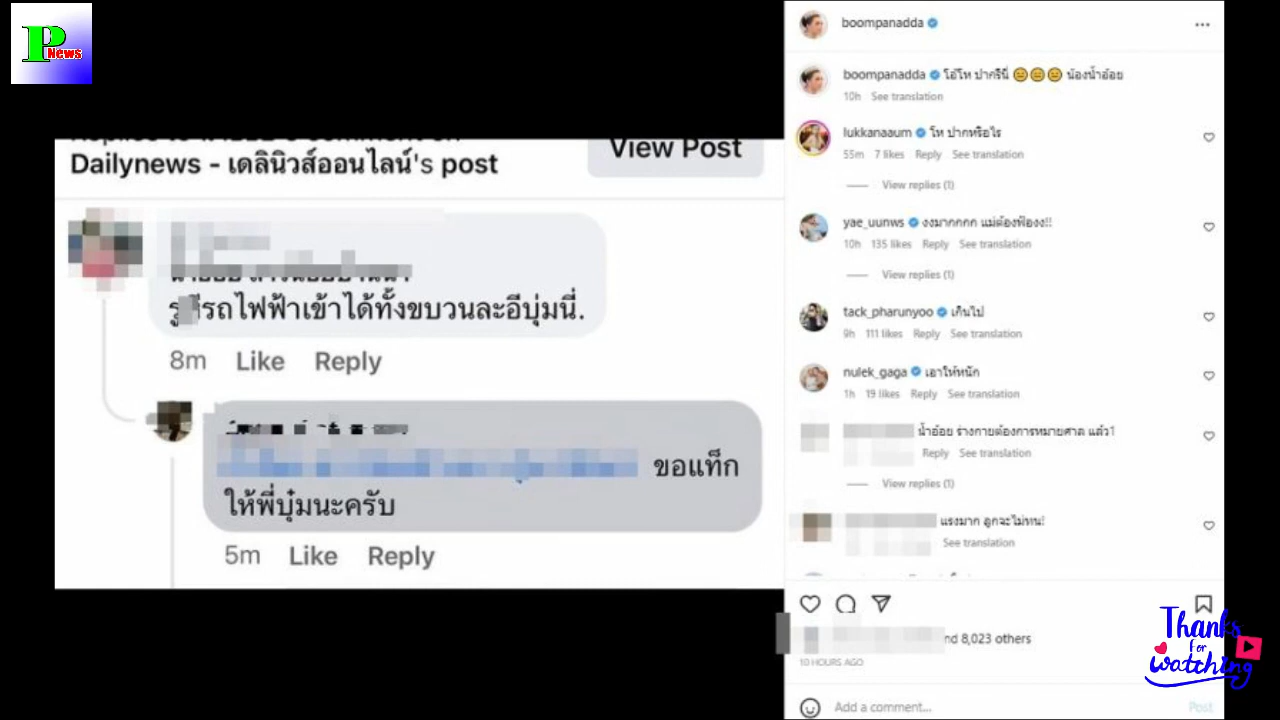 P
News
Dailynews - เดลินิวส์ออนไลน์'s post
View Post
รถไฟฟ้าเข้าได้ทั้งขบวนละอีบุ่มนี่.
8m Like Reply
ขอแท็ก
ให้พี่บุ๋มนะครับ
5m Like Reply
boompanadda
boompanadda โอ้โห ปากรึนี่ 😑😑😑 น้องน้ำอ้อย
10h See translation
lukkanaaum โห ปากหรือไร
55m 7 likes Reply See translation
View replies (1)
yae_uunws งงมากกกก แม่ต้องฟ้องง!!
10h 135 likes Reply See translation
View replies (1)
tack_pharunyoo เกินไป
9h 111 likes Reply See translation
nulek_gaga เอาให้หนัก
1h 19 likes Reply See translation
น้ำอ้อย ร่างกายต้องการหมายศาล แล้ว1
Reply See translation
View replies (1)
แรงมาก ลูกจะไม่ทน!
See translation
nd 8,023 others
10 HOURS AGO
Add a comment... Post
Thanks
for
watching